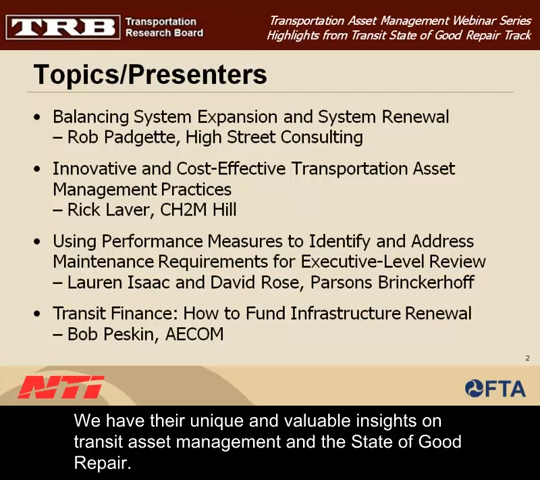 TRB Transportation Research Board
Transportation Asset Management Webinar Series
Highlights from Transit State of Good Repair Track
Topics/Presenters
• Balancing System Expansion and System Renewal
– Rob Padgette, High Street Consulting
• Innovative and Cost-Effective Transportation Asset
Management Practices
– Rick Laver, CH2M Hill
• Using Performance Measures to Identify and Address
Maintenance Requirements for Executive-Level Review
– Lauren Isaac and David Rose, Parsons Brinckerhoff
• Transit Finance: How to Fund Infrastructure Renewal
– Bob Peskin, AECOM
2
NTI
FTA
We have their unique and valuable insights on
transit asset management and the State of Good
Repair.